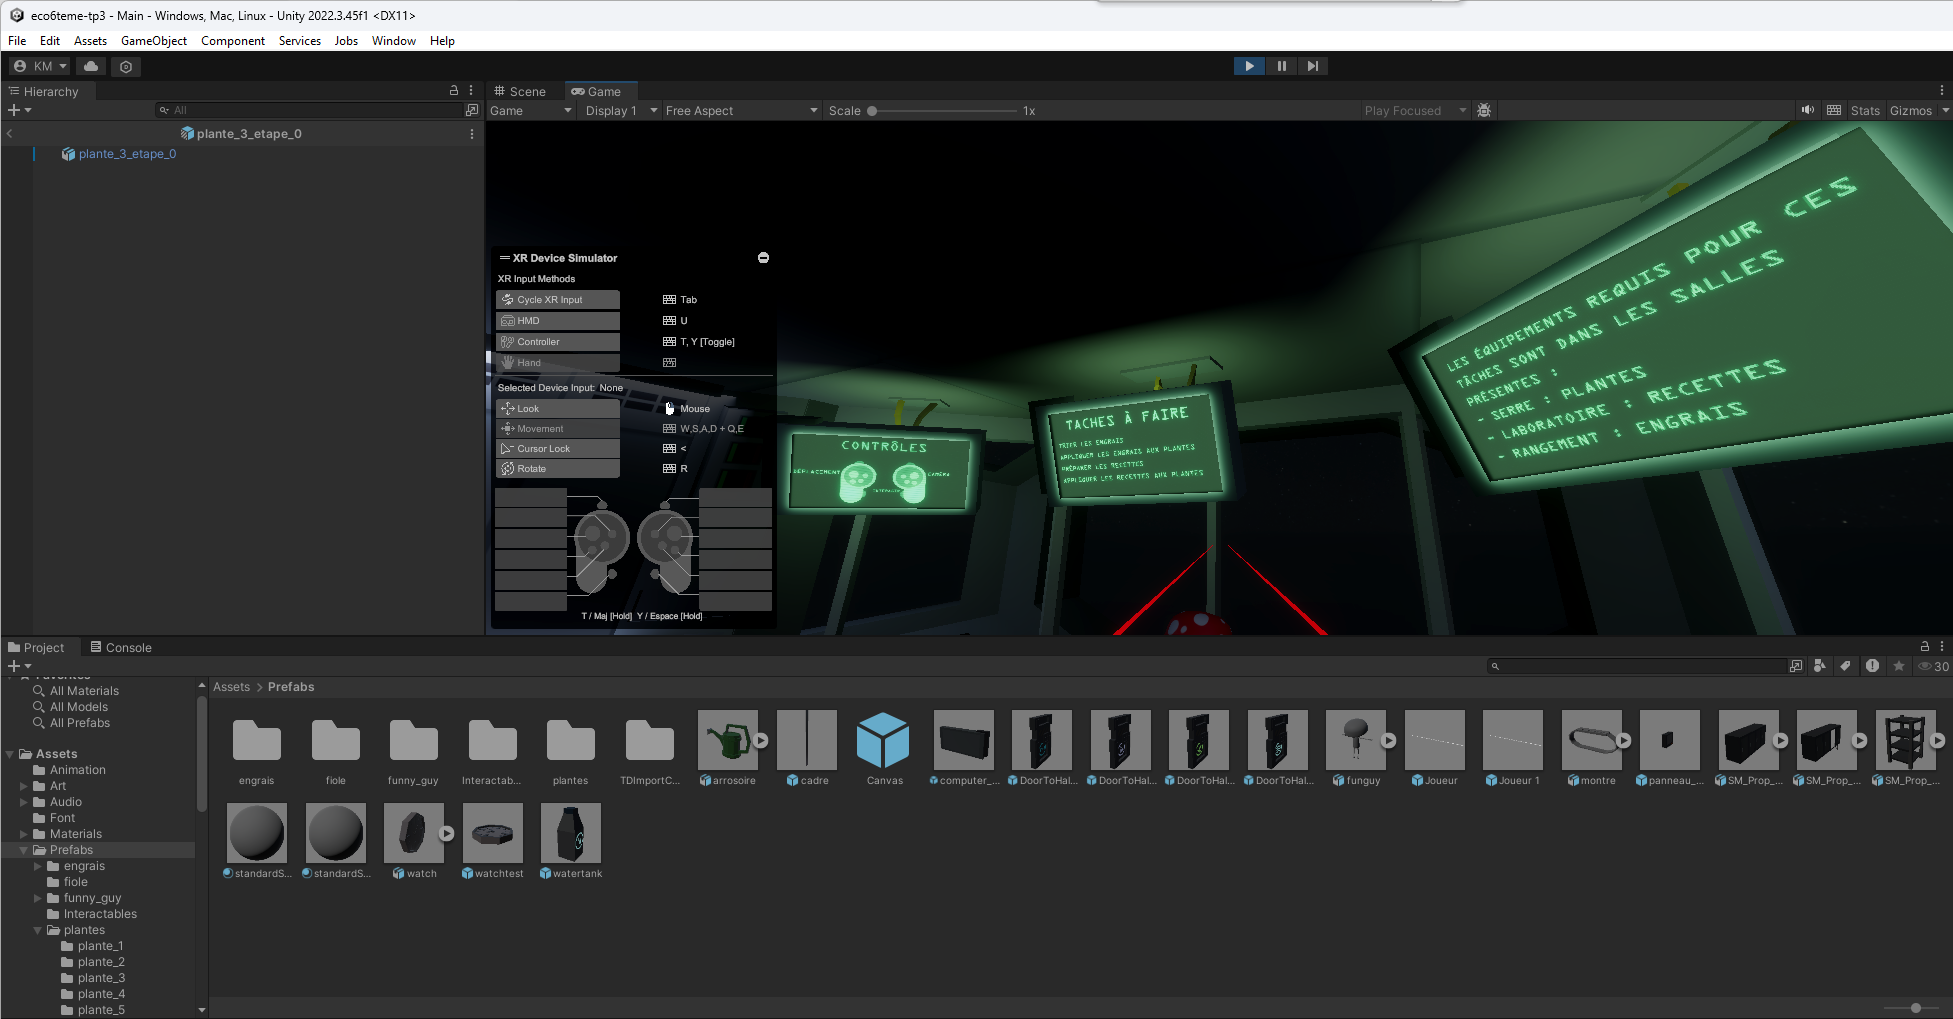 eco6teme-tp3 - Main - Windows, Mac, Linux - Unity 2022.3.45f1 <DX11>
File Edit Assets GameObject Component Services Jobs Window Help
KM
Hierarchy
All
plante_3_etape_0
plante_3_etape_0
Scene Game
Game Display 1 Free Aspect Scale 1x Play Focused Stats Gizmos
XR Device Simulator
XR Input Methods
Cycle XR Input Tab
HMD U
Controller T, Y [Toggle]
Hand
Selected Device Input: None
Look Mouse
Movement W,S,A,D + Q,E
Cursor Lock <
Rotate R
T / Maj [Hold] Y / Espace [Hold]
CONTRÔLES
DÉPLACEMENT
CAMÉRA
TACHES À FAIRE
TRIER LES ENGRAIS
APPLIQUER LES ENGRAIS AUX PLANTES
PRÉPARER LES RECETTES
APPLIQUER LES RECETTES AUX PLANTES
LES ÉQUIPEMENTS REQUIS POUR CES
TÂCHES SONT DANS LES SALLES
PRÉSENTES :
- SERRE : PLANTES
- LABORATOIRE : RECETTES
- RANGEMENT : ENGRAIS
Project Console
30
Favorites
All Materials
All Models
All Prefabs
Assets
Animation
Art
Audio
Font
Materials
Prefabs
engrais
fiole
funny_guy
Interactables
plantes
plante_1
plante_2
plante_3
plante_4
plante_5
Assets > Prefabs
engrais fiole funny_guy Interactab... plantes TDImportC... arrosoire cadre Canvas computer_... DoorToHal... DoorToHal... DoorToHal... DoorToHal... funguy Joueur Joueur 1 montre panneau_... SM_Prop_... SM_Prop_... SM_Prop_...
standardS... standardS... watch watchtest watertank